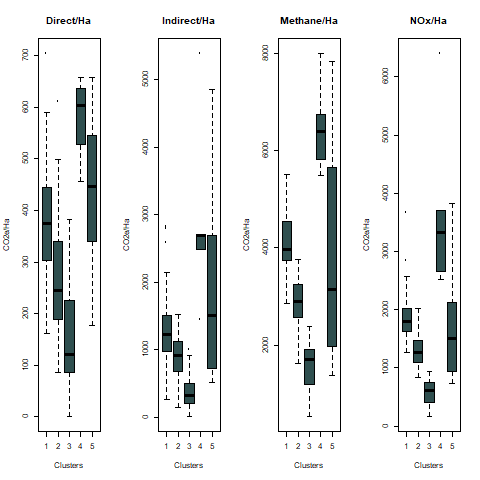 Direct/Ha
CO2e/Ha
700
600
500
400
300
200
100
0
1 2 3 4 5
Clusters
Indirect/Ha
CO2e/Ha
5000
4000
3000
2000
1000
0
1 2 3 4 5
Clusters
Methane/Ha
CO2e/Ha
8000
6000
4000
2000
1 2 3 4 5
Clusters
NOx/Ha
CO2e/Ha
6000
5000
4000
3000
2000
1000
0
1 2 3 4 5
Clusters